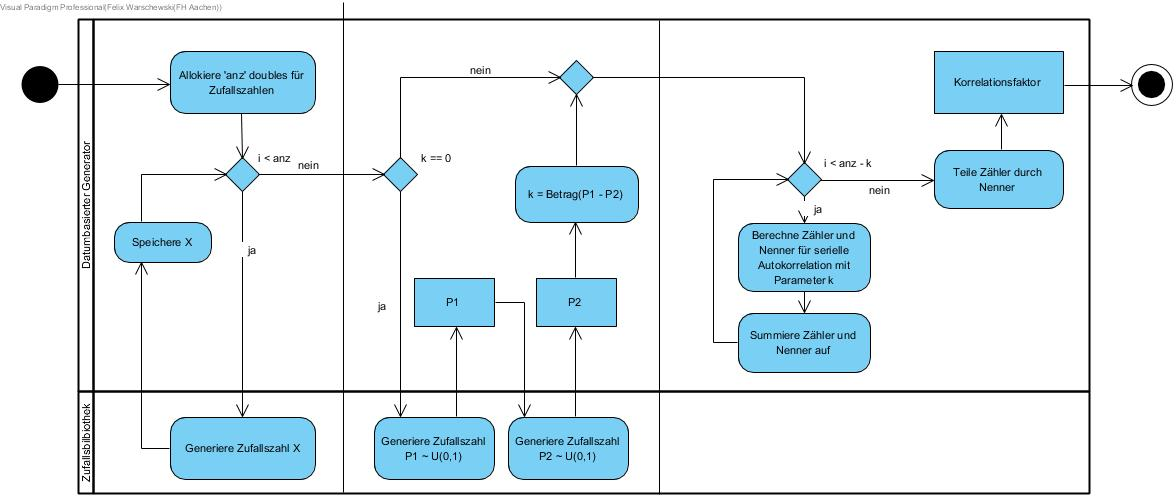 Visual Paradigm Professional(Felix Warschewski(FH Aachen))
Datumbasierter Generator
Allokiere 'anz' doubles für
Zufallszahlen
i < anz
nein
ja
Speichere X
nein
k == 0
ja
P1
P2
k = Betrag(P1 - P2)
i < anz - k
nein
ja
Berechne Zähler und
Nenner für serielle
Autokorrelation mit
Parameter k
Summiere Zähler und
Nenner auf
Korrelationsfaktor
Teile Zähler durch
Nenner
Zufallsbilbiothek
Generiere Zufallszahl X
Generiere Zufallszahl
P1 ~ U(0,1)
Generiere Zufallszahl
P2 ~ U(0,1)